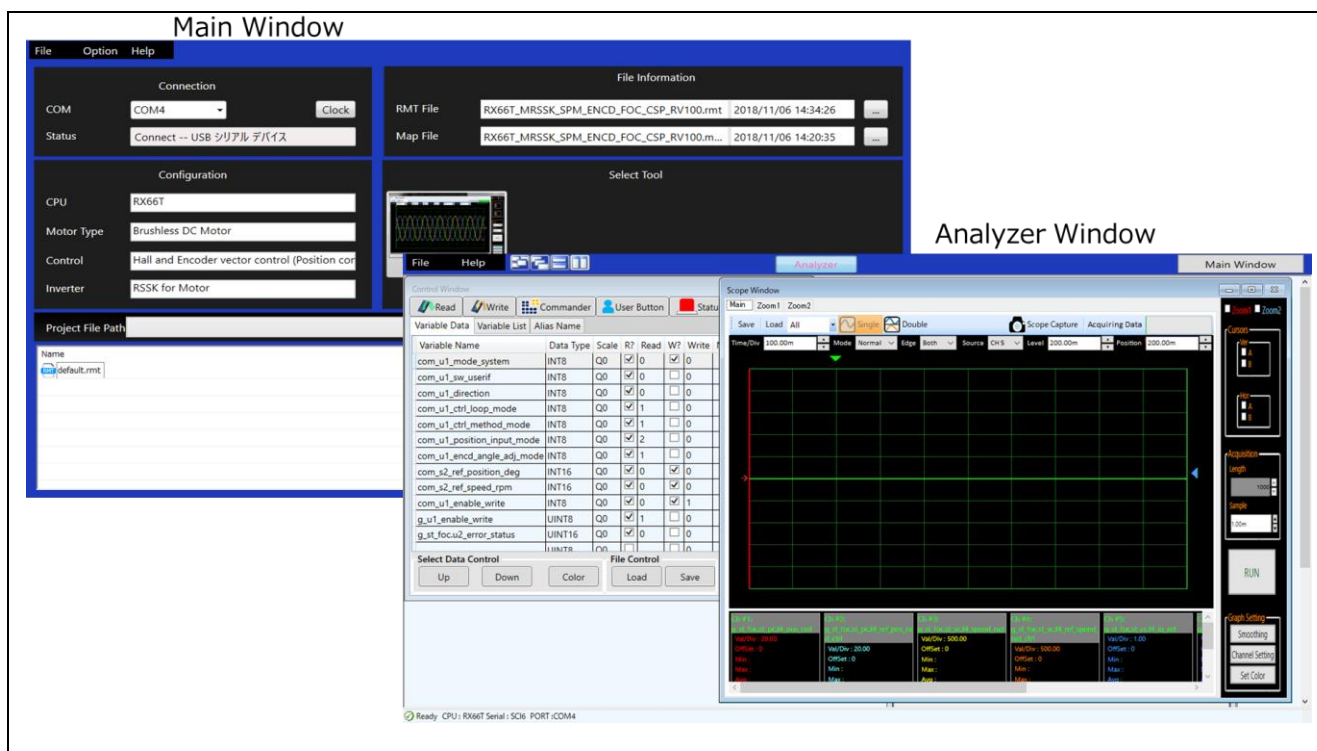 Main Window
File Option Help
Connection
COM COM4 Clock
Status Connect -- USB シリアル デバイス
File Information
RMT File RX66T_MRSSK_SPM_ENCD_FOC_CSP_RV100.rmt 2018/11/06 14:34:26 ...
Map File RX66T_MRSSK_SPM_ENCD_FOC_CSP_RV100.m... 2018/11/06 14:20:35 ...
Configuration
CPU RX66T
Motor Type Brushless DC Motor
Control Hall and Encoder vector control (Position cor
Inverter RSSK for Motor
Select Tool
Project File Path
Name
default.rmt
Analyzer Window
File Help Analyzer Main Window
Control Window
Read Write Commander User Button Statu
Variable Data Variable List Alias Name
Variable Name Data Type Scale R? Read W? Write
com_u1_mode_system INT8 Q0 0 0
com_u1_sw_userif INT8 Q0 0 0
com_u1_direction INT8 Q0 0 0
com_u1_ctrl_loop_mode INT8 Q0 1 0
com_u1_ctrl_method_mode INT8 Q0 1 0
com_u1_position_input_mode INT8 Q0 2 0
com_u1_encd_angle_adj_mode INT8 Q0 1 0
com_s2_ref_position_deg INT16 Q0 0 0
com_s2_ref_speed_rpm INT16 Q0 0 0
com_u1_enable_write INT8 Q0 0 1
g_u1_enable_write UINT8 Q0 1 0
g_st_foc.u2_error_status UINT16 Q0 0 0
UINT8 Q0 0
Select Data Control File Control
Up Down Color Load Save
Scope Window
Main Zoom1 Zoom2
Save Load All Single Double Scope Capture Acquiring Data
Time/Div 100.00m Mode Normal Edge Both Source CH5 Level 200.00m Position 200.00m
Zoom1 Zoom2
Cursors
Ver
A
B
Hor
A
B
Acquisition
Length
1000
Sample
1.00m
RUN
Graph Setting
Smoothing
Channel Setting
Set Color
Val/Div : 20.00 Val/Div : 20.00 Val/Div : 500.00 Val/Div : 500.00 Val/Div : 1.00
OffSet : 0 OffSet : 0 OffSet : 0 OffSet : 0 OffSet : 0
Min : Min : Min : Min : Min :
Max : Max : Max : Max : Max :
Ready CPU : RX66T Serial : SCI6 PORT :COM4